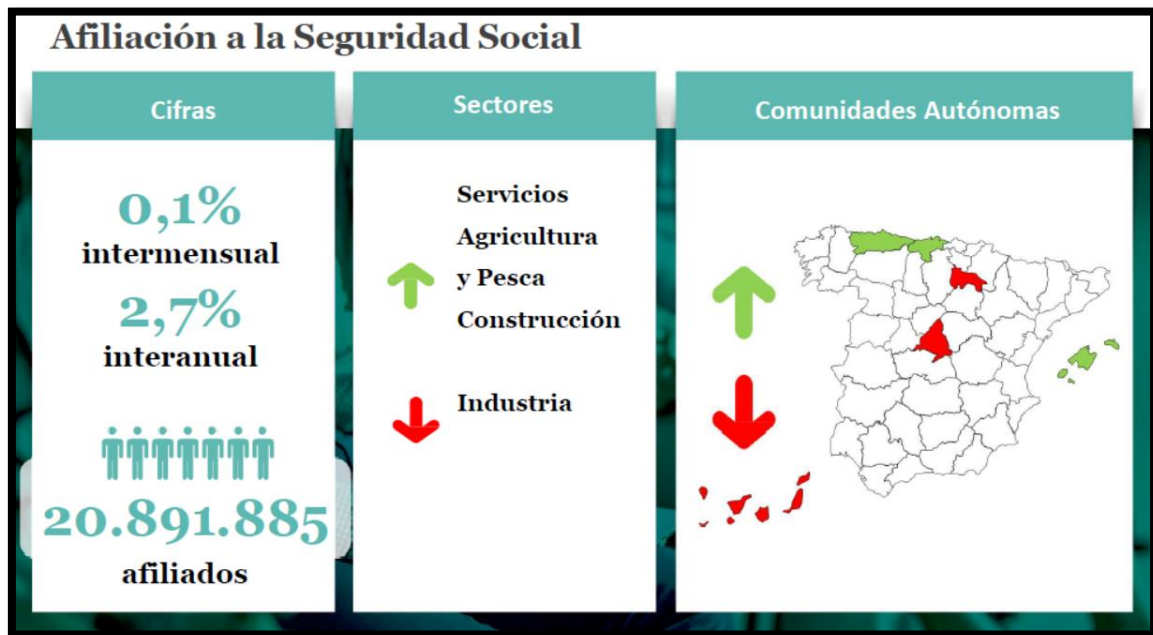 Afiliación a la Seguridad Social
Cifras
0,1%
intermensual
2,7%
interanual
20.891.885
afiliados
Sectores
Servicios
Agricultura
y Pesca
Construcción
Industria
Comunidades Autónomas